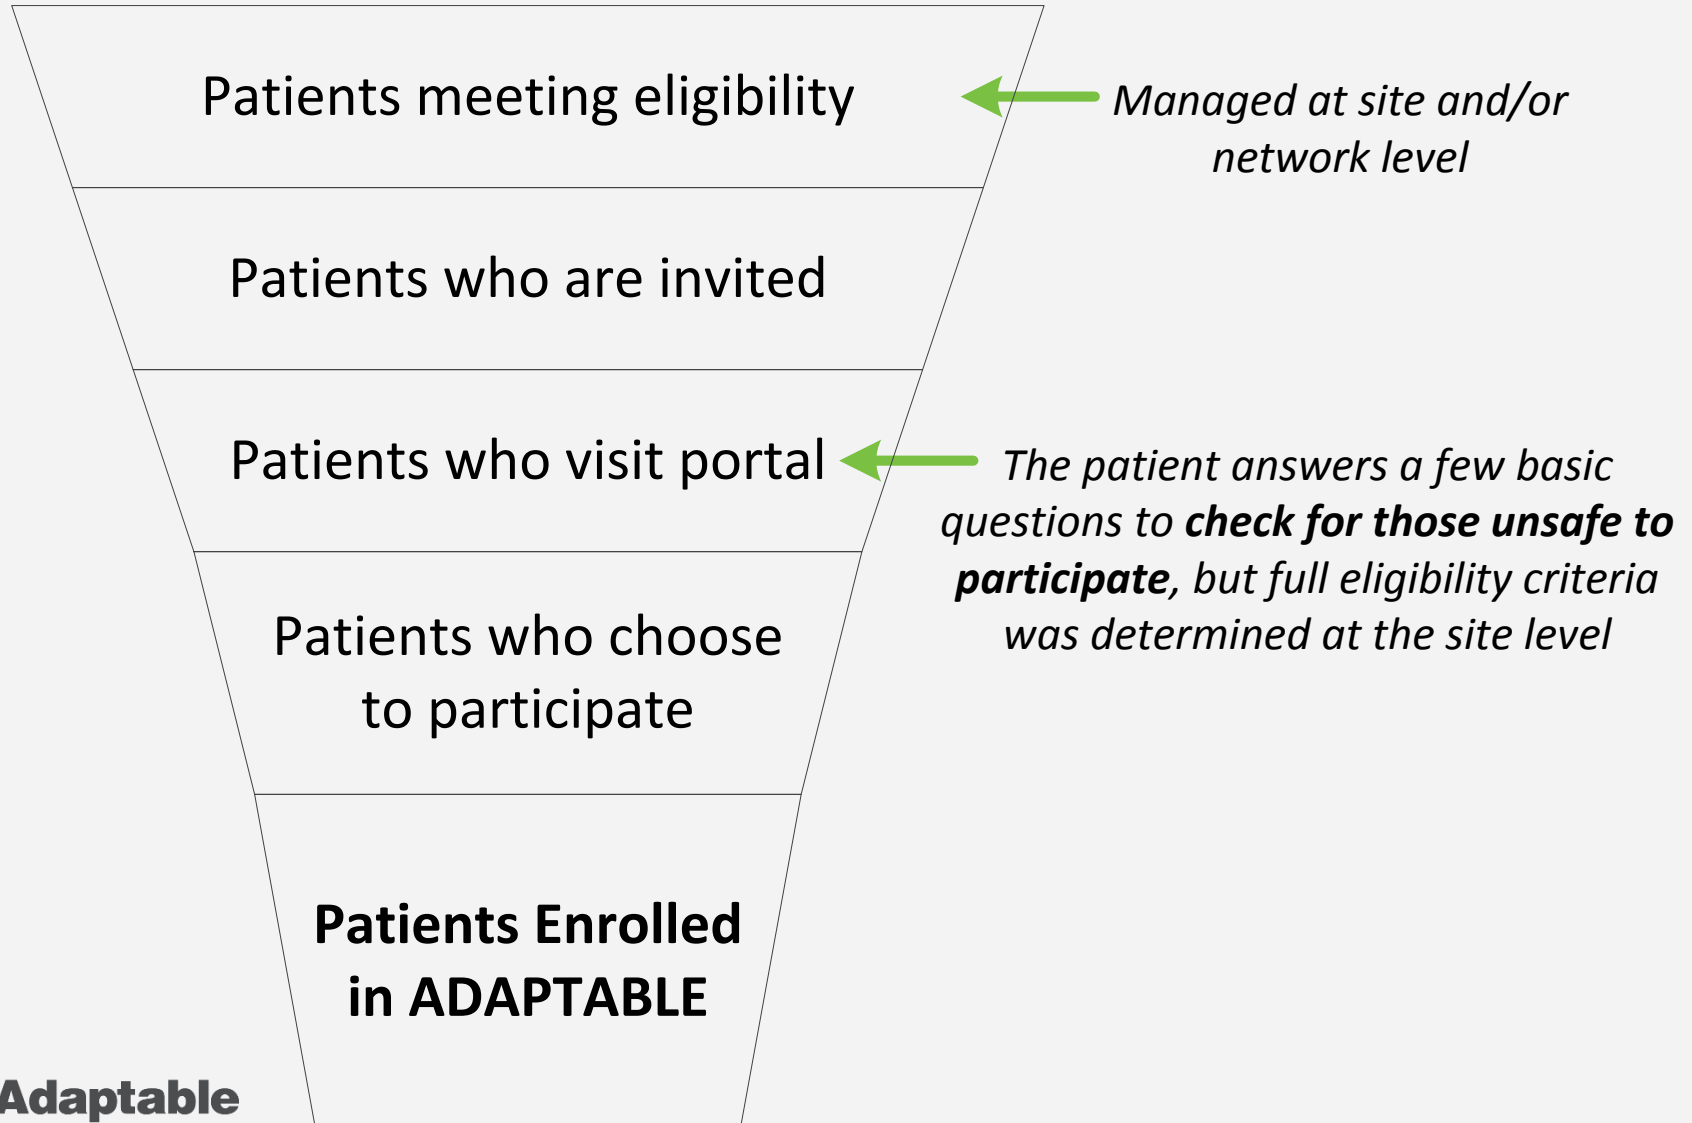 Patients meeting eligibility
Managed at site and/or
network level
Patients who are invited
Patients who visit portal
The patient answers a few basic
questions to check for those unsafe to
participate, but full eligibility criteria
was determined at the site level
Patients who choose
to participate
Patients Enrolled
in ADAPTABLE
Adaptable